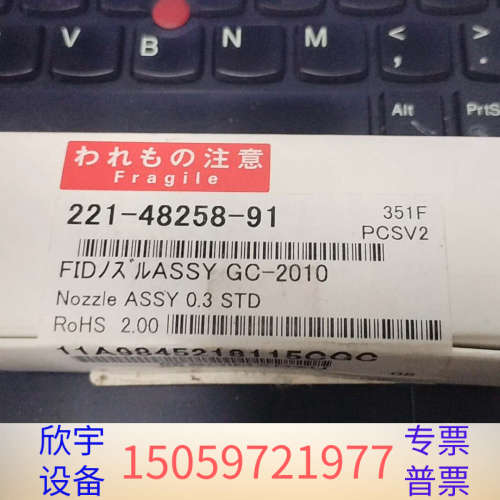 V B N M < ,
Alt PrtS
われもの注意
Fragile
221-48258-91
351F
PCSV2
FIDノズルASSY GC-2010
Nozzle ASSY 0.3 STD
RoHS 2.00
11A9845218115CGC
欣宇
设备
15059721977
专票
普票